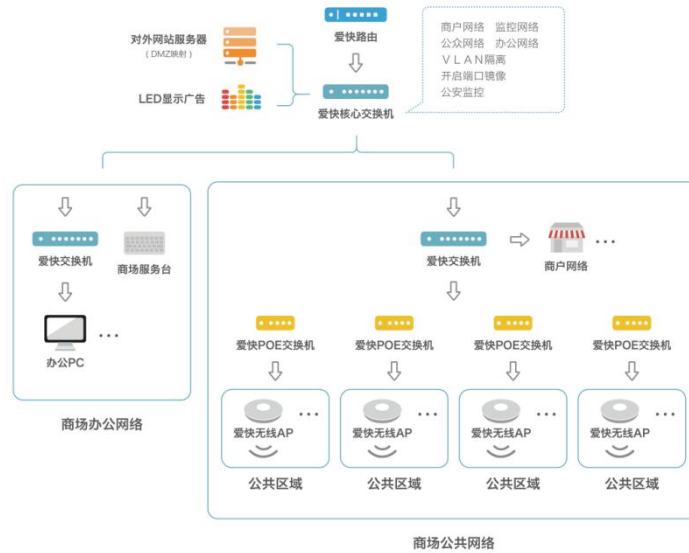 爱快路由
对外网站服务器
（DMZ映射）
LED显示广告
爱快核心交换机
商户网络 监控网络
公众网络 办公网络
ＶＬＡＮ隔离
开启端口镜像
公安监控
爱快交换机
商场服务台
办公PC
商场办公网络
爱快交换机
商户网络
爱快POE交换机
爱快POE交换机
爱快POE交换机
爱快POE交换机
爱快无线AP
爱快无线AP
爱快无线AP
爱快无线AP
公共区域
公共区域
公共区域
公共区域
商场公共网络